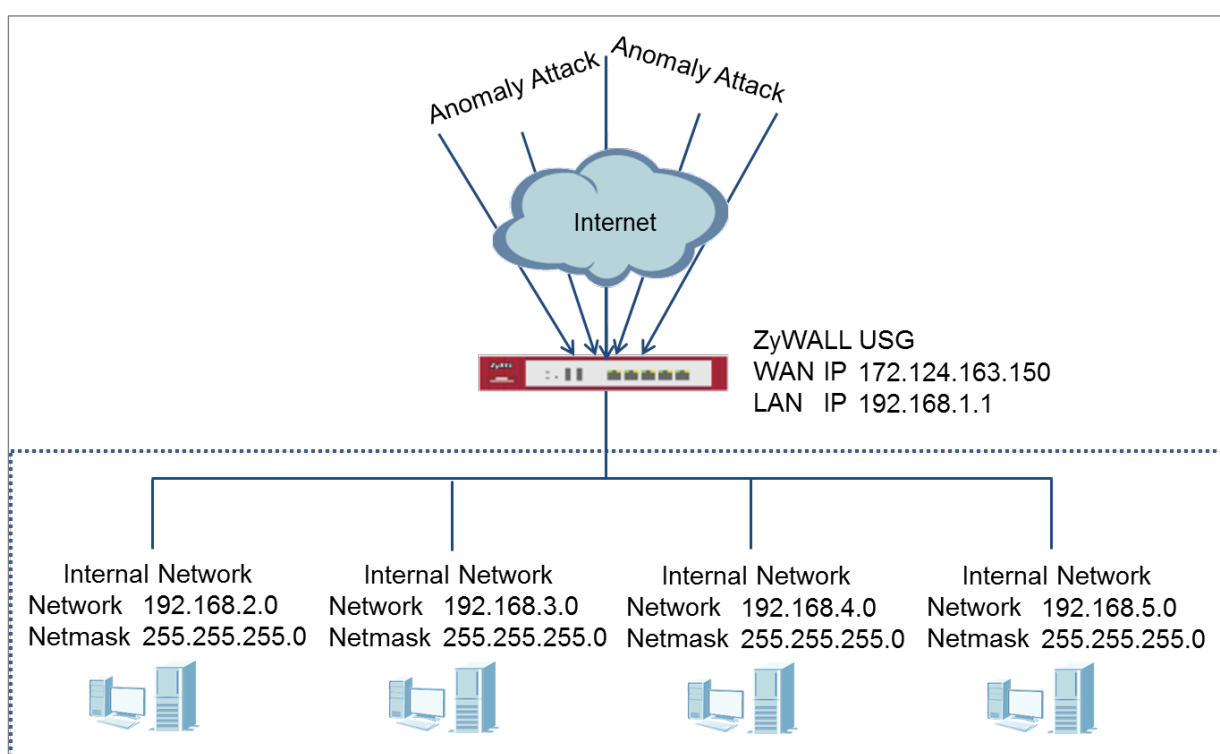 Anomaly Attack
Anomaly Attack
Internet
ZyXEL
ZyWALL USG
WAN IP 172.124.163.150
LAN IP 192.168.1.1
Internal Network
Network 192.168.2.0
Netmask 255.255.255.0
Internal Network
Network 192.168.3.0
Netmask 255.255.255.0
Internal Network
Network 192.168.4.0
Netmask 255.255.255.0
Internal Network
Network 192.168.5.0
Netmask 255.255.255.0